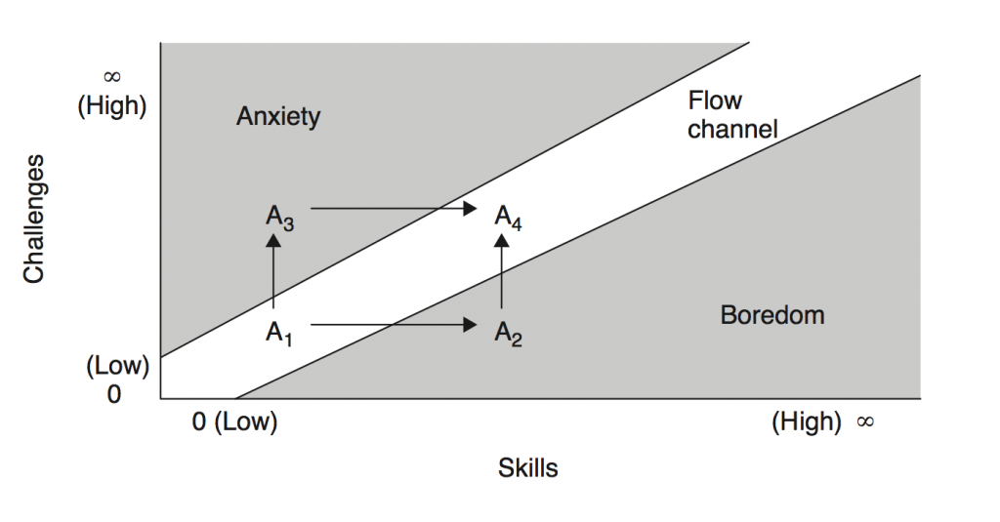 ∞
(High)
Anxiety
Flow
channel
Challenges
A₃
A₄
A₁
A₂
Boredom
(Low)
0
0 (Low)
(High) ∞
Skills